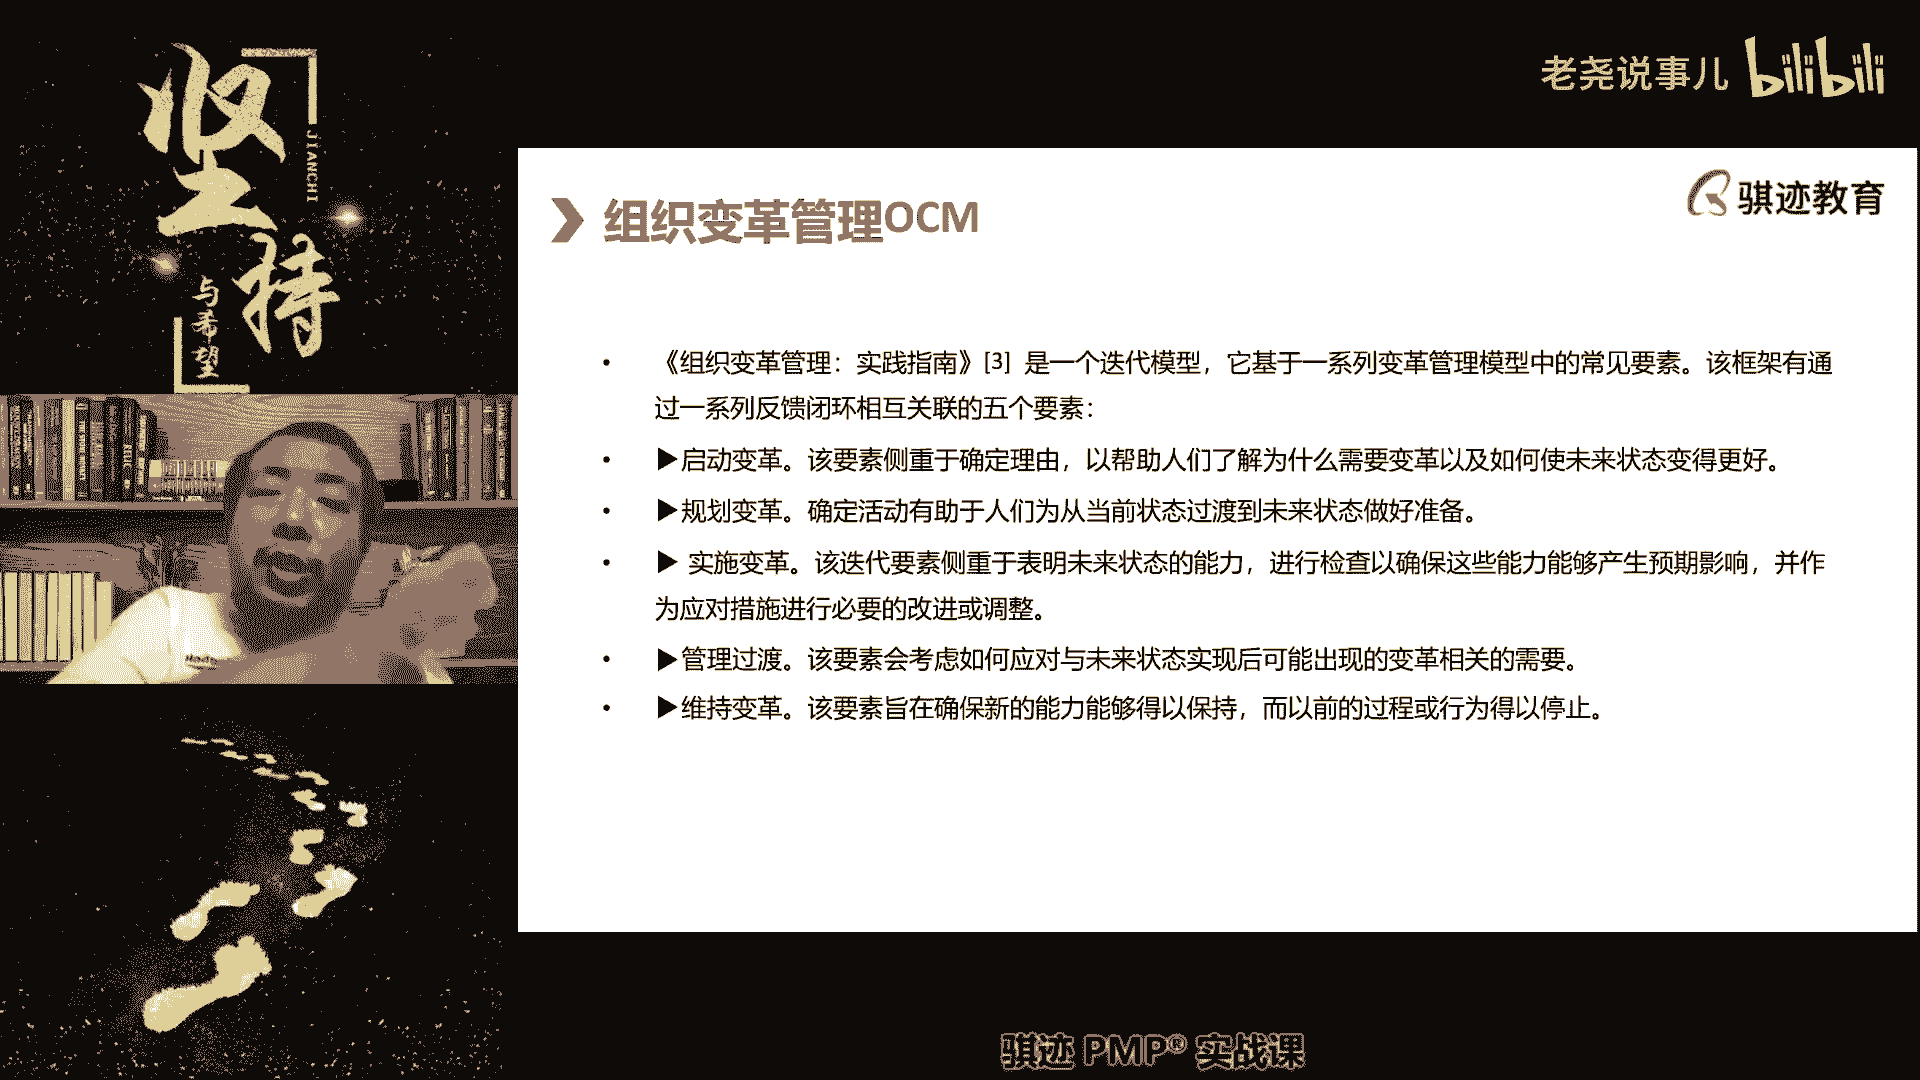 坚持
JIANCHI
与希望
老尧说事儿 bilibili
骐迹教育
组织变革管理OCM
• 《组织变革管理：实践指南》[3] 是一个迭代模型，它基于一系列变革管理模型中的常见要素。该框架有通
过一系列反馈闭环相互关联的五个要素：
• ▶启动变革。该要素侧重于确定理由，以帮助人们了解为什么需要变革以及如何使未来状态变得更好。
• ▶规划变革。确定活动有助于人们为从当前状态过渡到未来状态做好准备。
• ▶ 实施变革。该迭代要素侧重于表明未来状态的能力，进行检查以确保这些能力能够产生预期影响，并作
为应对措施进行必要的改进或调整。
• ▶管理过渡。该要素会考虑如何应对与未来状态实现后可能出现的变革相关的需要。
• ▶维持变革。该要素旨在确保新的能力能够得以保持，而以前的过程或行为得以停止。
骐迹 PMP® 实战课